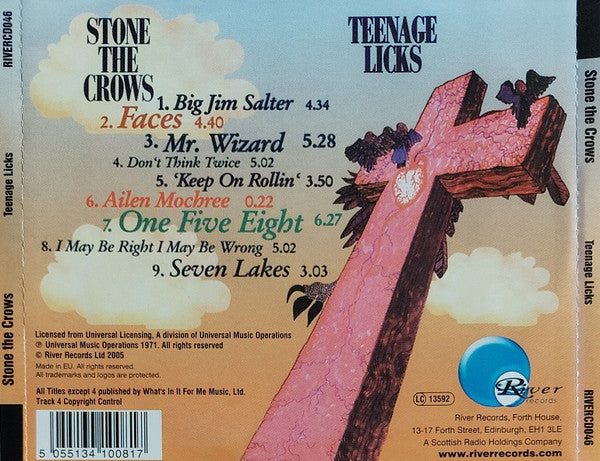 RIVERCD046
Teenage Licks
Stone the Crows
STONE
THE
CROWS
TEENAGE
LICKS
1. Big Jim Salter 4.34
2. Faces 4.40
3. Mr. Wizard 5.28
4. Don't Think Twice 5.02
5. 'Keep On Rollin' 3.50
6. Ailen Mochree 0.22
7. One Five Eight 6.27
8. I May Be Right I May Be Wrong 5.02
9. Seven Lakes 3.03
Licensed from Universal Licensing, A division of Universal Music Operations
℗ Universal Music Operations 1971. All rights reserved
© River Records Ltd 2005
Made in EU. All rights reserved.
All trademarks and logos are protected.
All Titles except 4 published by What's In It For Me Music, Ltd.
Track 4 Copyright Control
5 055134 100817
LC 13592
River
records
River Records, Forth House,
13-17 Forth Street, Edinburgh, EH1 3LE
A Scottish Radio Holdings Company
www.riverrecords.com
Stone the Crows
Teenage Licks
RIVERCD046